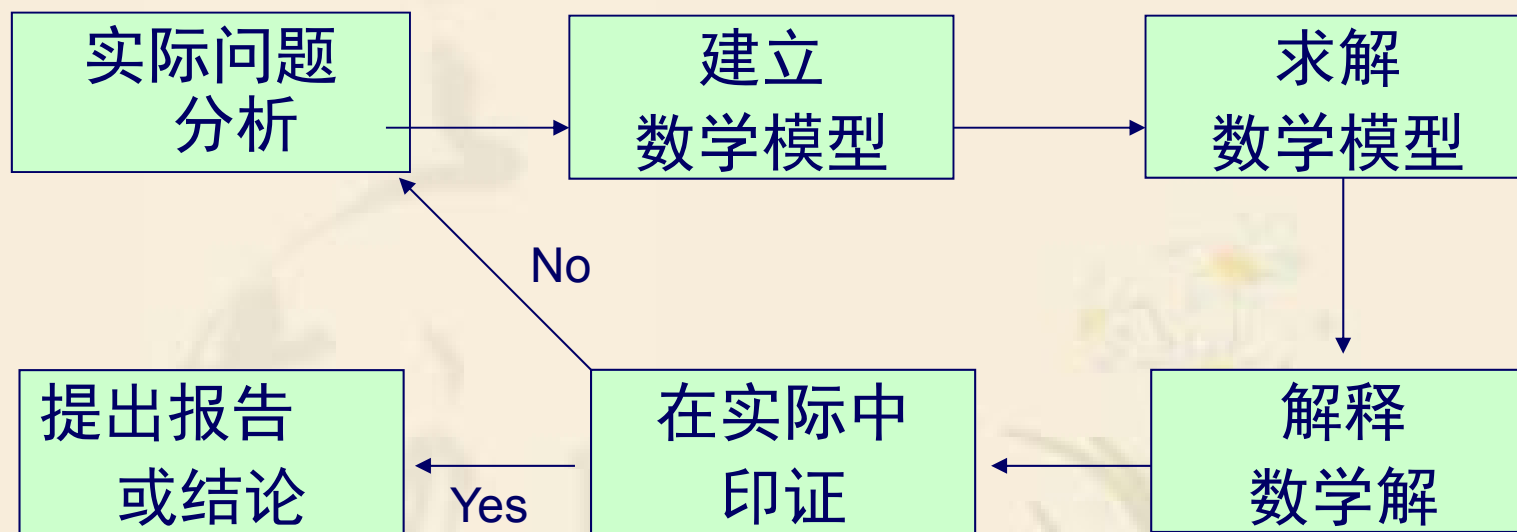 实际问题
分析
建立
数学模型
求解
数学模型
No
提出报告
或结论
Yes
在实际中
印证
解释
数学解